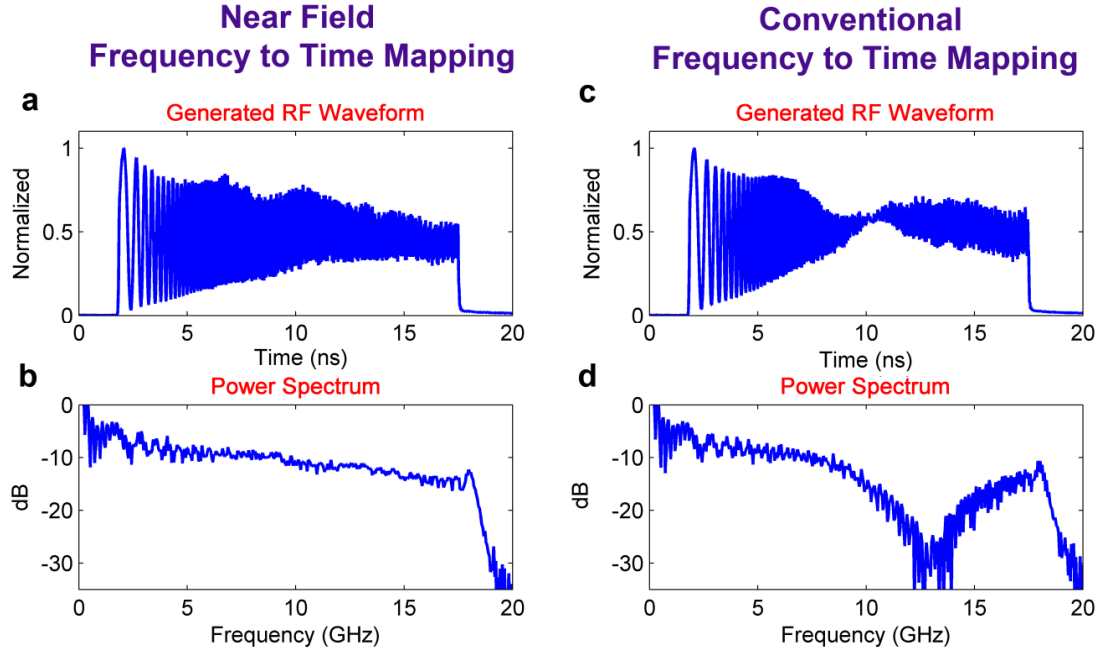 Near Field
Frequency to Time Mapping
a
Generated RF Waveform
Normalized
1
0.5
0
0
5
10
15
20
Time (ns)
b
Power Spectrum
dB
0
-10
-20
-30
0
5
10
15
20
Frequency (GHz)
Conventional
Frequency to Time Mapping
c
Generated RF Waveform
Normalized
1
0.5
0
0
5
10
15
20
Time (ns)
d
Power Spectrum
dB
0
-10
-20
-30
0
5
10
15
20
Frequency (GHz)